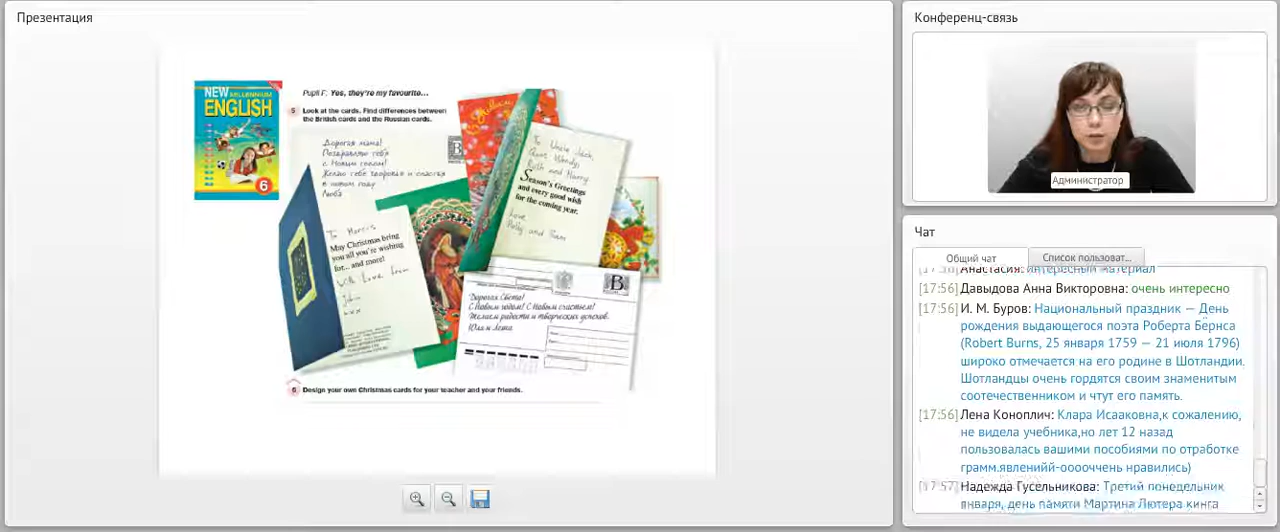 Презентация
NEW MILLENNIUM
ENGLISH
6
Pupil F: Yes, they're my favourite...
5 Look at the cards. Find differences between
the British cards and the Russian cards.
Дорогая мама!
Поздравляю тебя
с Новым годом!
Желаю тебе здоровья и счастья
в новом году
Люба
To Uncle Jack,
Aunt Wendy,
Ruth and Harry
Season's Greetings
and every good wish
for the coming year.
Love
Polly and Sam
To Morris
May Christmas bring
you all you're wishing
for... and more!
With Love from
John
xxx
B
Дорогая Света!
С Новым годом! С Новым счастьем!
Желаем радости и творческих успехов.
Юля и Леша
6 Design your own Christmas cards for your teacher and your friends.
Конференц-связь
Администратор
Чат
Общий чат
Список пользоват...
Анастасия: интересный материал
[17:56] Давыдова Анна Викторовна: очень интересно
[17:56] И. М. Буров: Национальный праздник — День
рождения выдающегося поэта Роберта Бёрнса
(Robert Burns, 25 января 1759 — 21 июля 1796)
широко отмечается на его родине в Шотландии.
Шотландцы очень гордятся своим знаменитым
соотечественником и чтут его память.
[17:56] Лена Коноплич: Клара Исааковна,к сожалению,
не видела учебника,но лет 12 назад
пользовалась вашими пособиями по отработке
грамм.явленийй-ооооччень нравились)
[17:57] Надежда Гусельникова: Третий понедельник
января, день памяти Мартина Лютера кинга